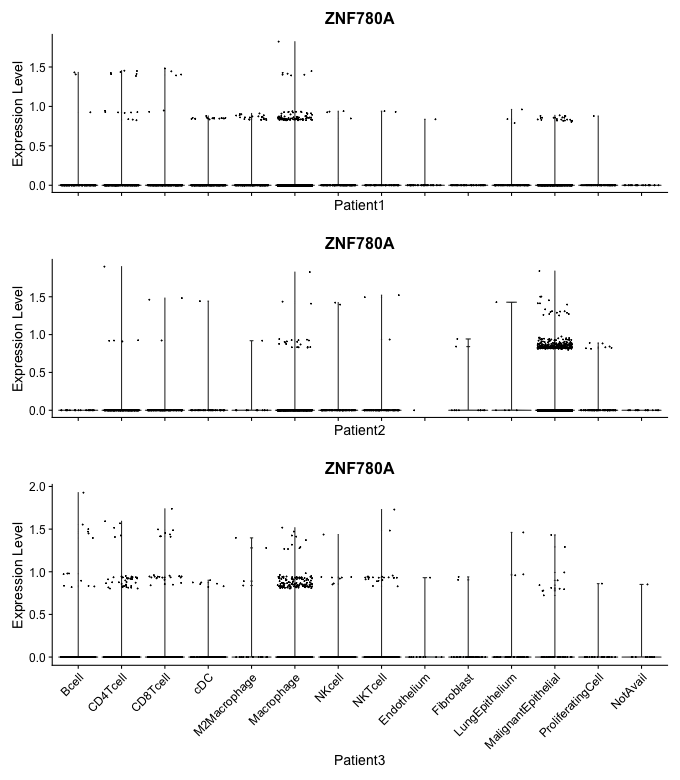 ZNF780A
Expression Level
1.5
1.0
0.5
0.0
Patient1
ZNF780A
Expression Level
1.5
1.0
0.5
0.0
Patient2
ZNF780A
Expression Level
2.0
1.5
1.0
0.5
0.0
Bcell
CD4Tcell
CD8Tcell
cDC
M2Macrophage
Macrophage
NKcell
NKTcell
Endothelium
Fibroblast
LungEpithelium
MalignantEpithelial
ProliferatingCell
NotAvail
Patient3